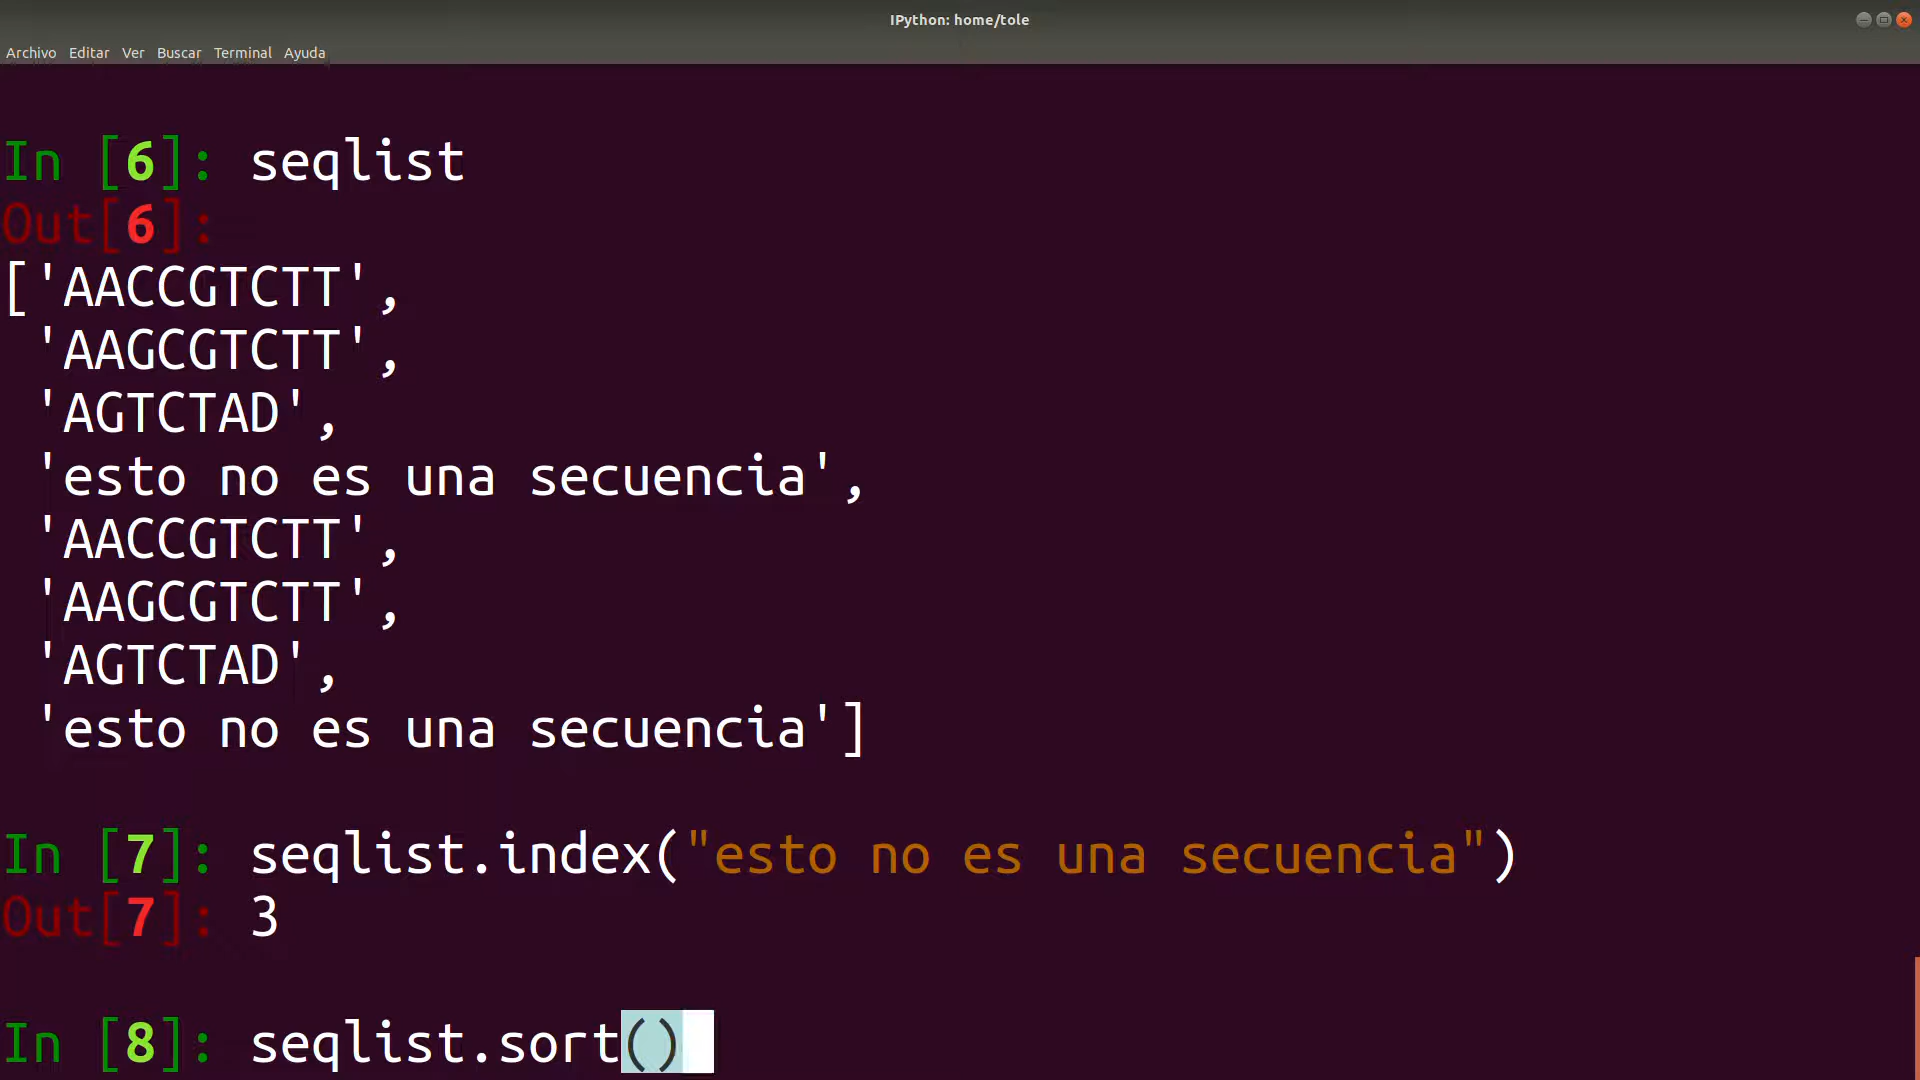 IPython: home/tole
Archivo Editar Ver Buscar Terminal Ayuda
In [6]: seqlist
Out[6]:
['AACCGTCTT',
 'AAGCGTCTT',
 'AGTCTAD',
 'esto no es una secuencia',
 'AACCGTCTT',
 'AAGCGTCTT',
 'AGTCTAD',
 'esto no es una secuencia']
In [7]: seqlist.index("esto no es una secuencia")
Out[7]: 3
In [8]: seqlist.sort()